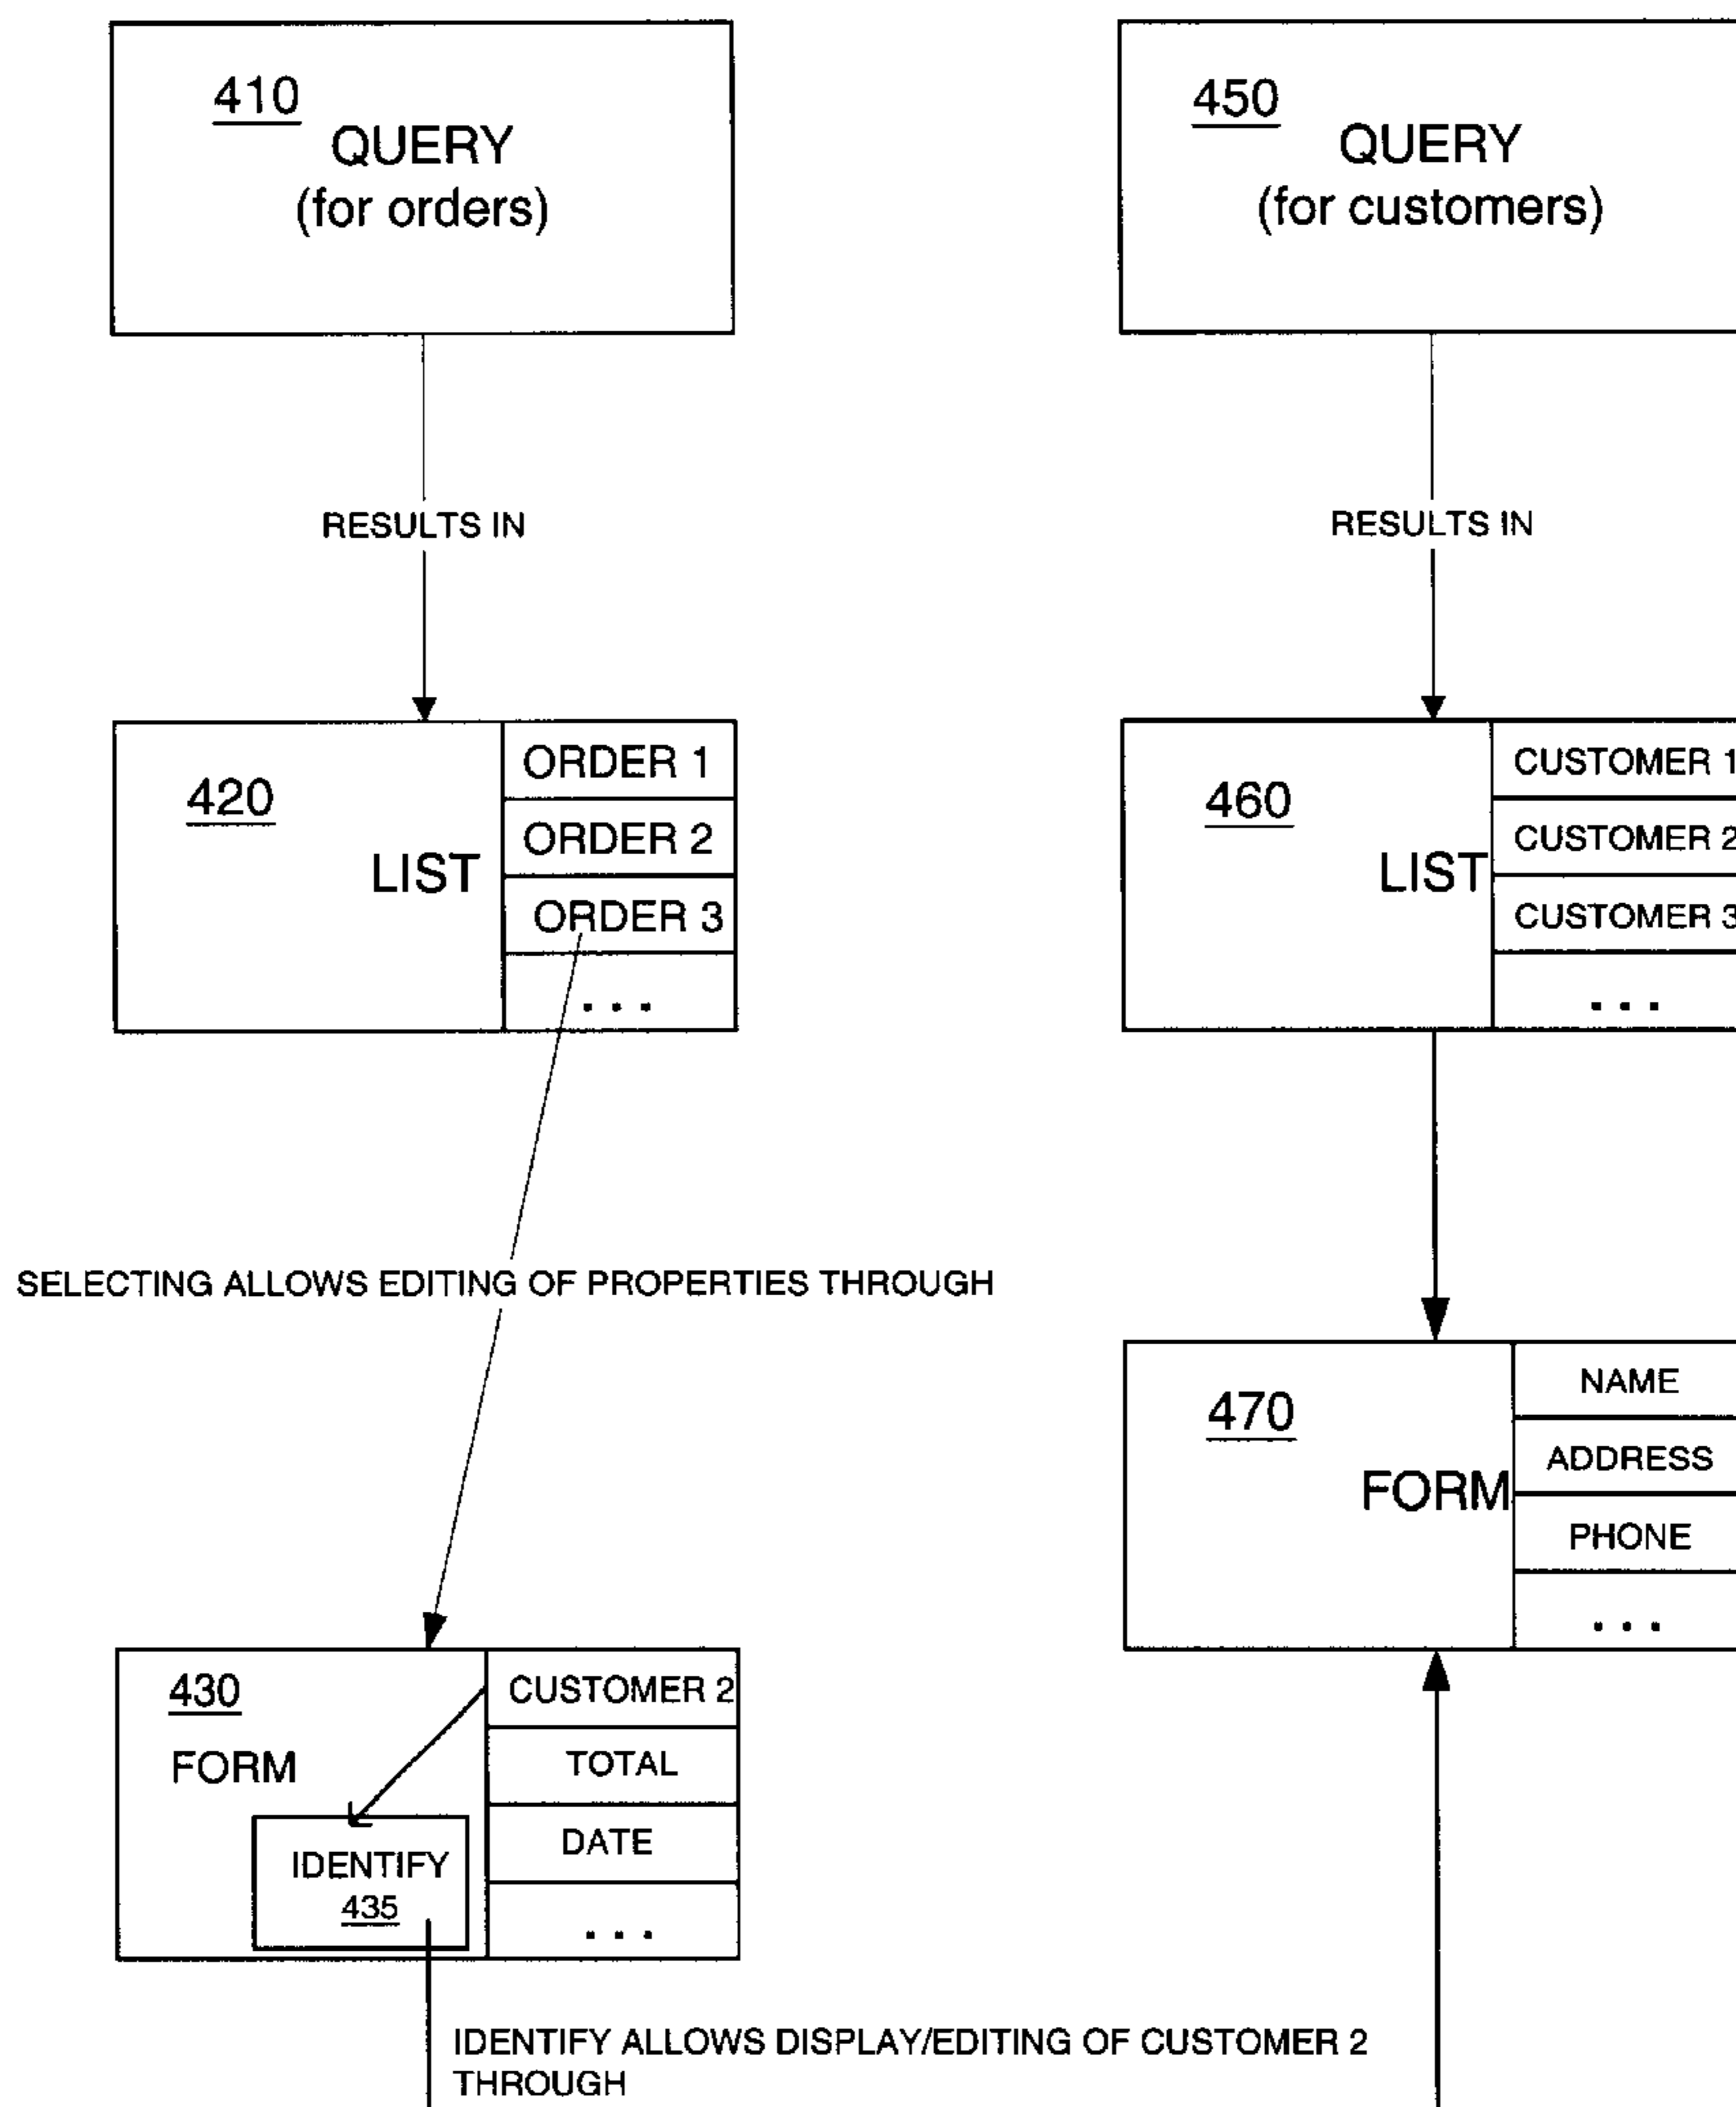 410
QUERY
(for orders)
450
QUERY
(for customers)
RESULTS IN
RESULTS IN
420
LIST
ORDER 1
ORDER 2
ORDER 3
...
460
LIST
CUSTOMER 1
CUSTOMER 2
CUSTOMER 3
...
SELECTING ALLOWS EDITING OF PROPERTIES THROUGH
470
FORM
NAME
ADDRESS
PHONE
...
430
FORM
CUSTOMER 2
TOTAL
DATE
...
IDENTIFY
435
IDENTIFY ALLOWS DISPLAY/EDITING OF CUSTOMER 2
THROUGH